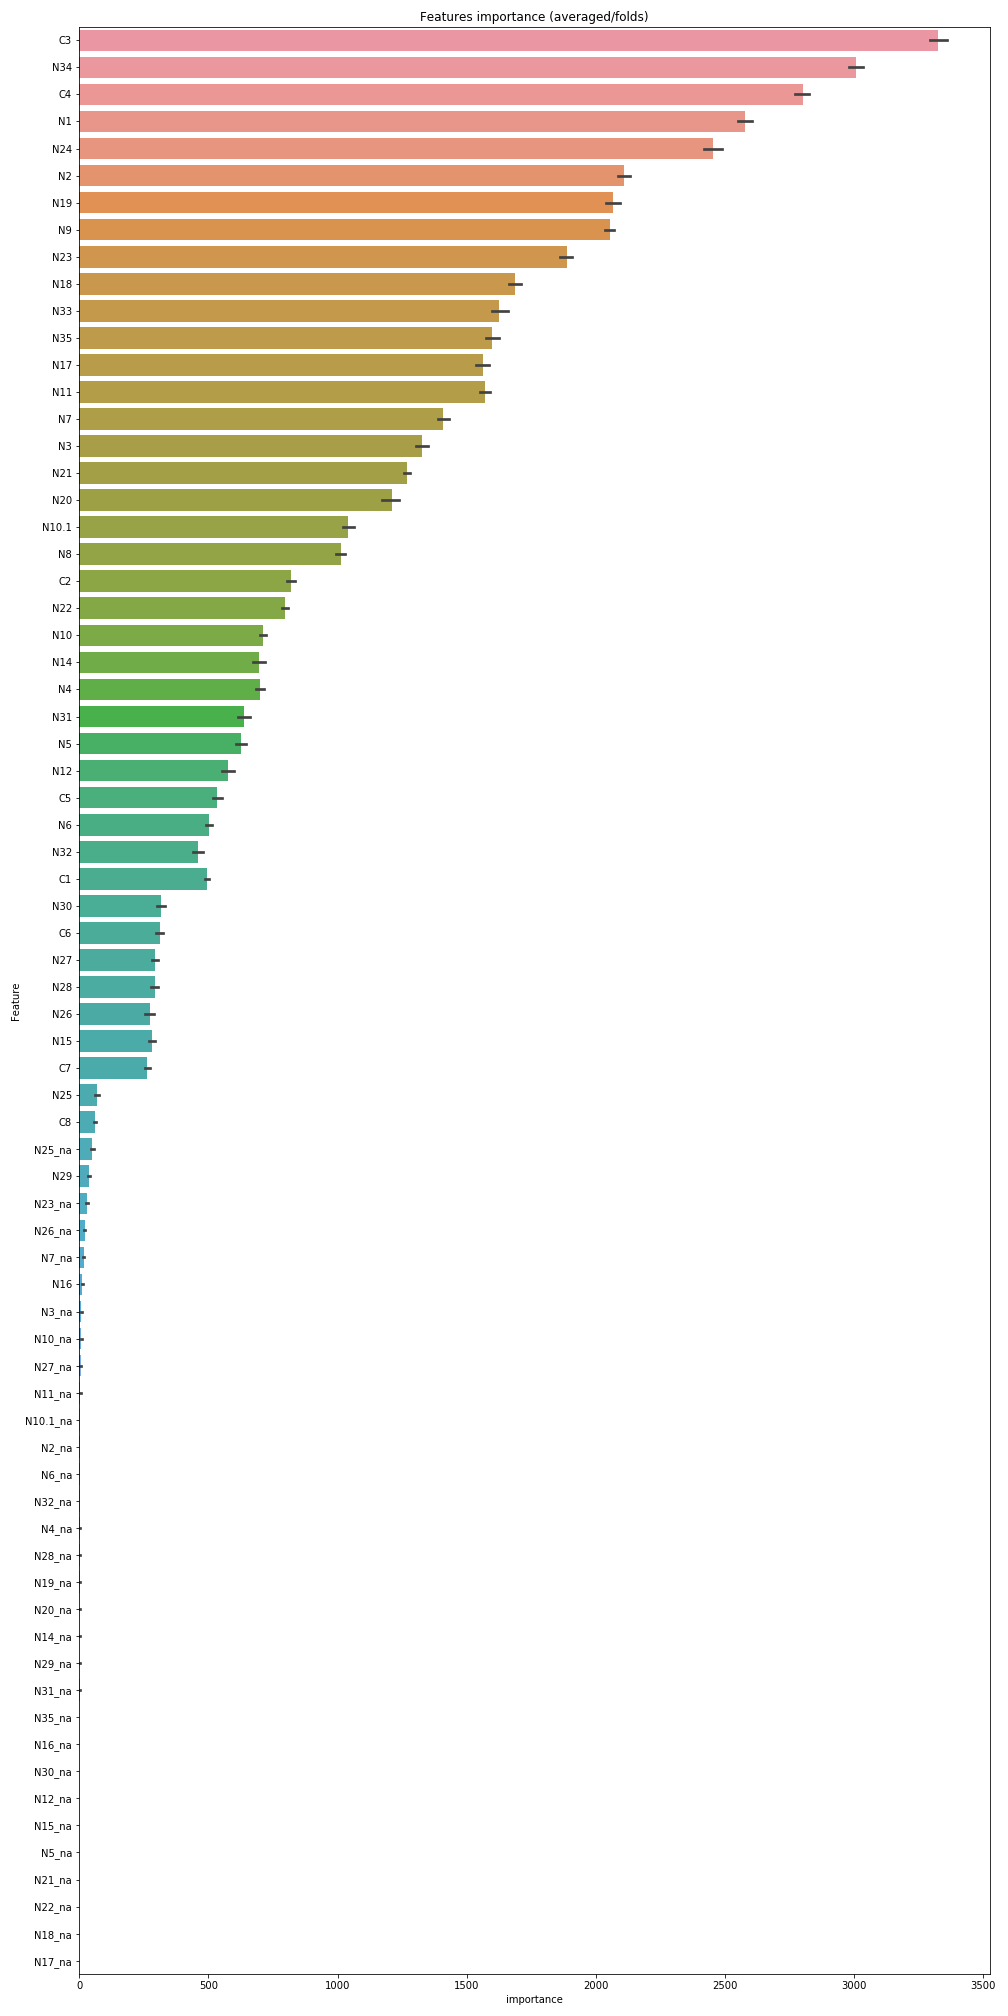 Features importance (averaged/folds)
C3
N34
C4
N1
N24
N2
N19
N9
N23
N18
N33
N35
N17
N11
N7
N3
N21
N20
N10.1
N8
C2
N22
N10
N14
N4
N31
N5
N12
C5
N6
N32
C1
N30
C6
N27
N28
N26
N15
C7
N25
C8
N25_na
N29
N23_na
N26_na
N7_na
N16
N3_na
N10_na
N27_na
N11_na
N10.1_na
N2_na
N6_na
N32_na
N4_na
N28_na
N19_na
N20_na
N14_na
N29_na
N31_na
N35_na
N16_na
N30_na
N12_na
N15_na
N5_na
N21_na
N22_na
N18_na
N17_na
Feature
0 500 1000 1500 2000 2500 3000 3500
importance